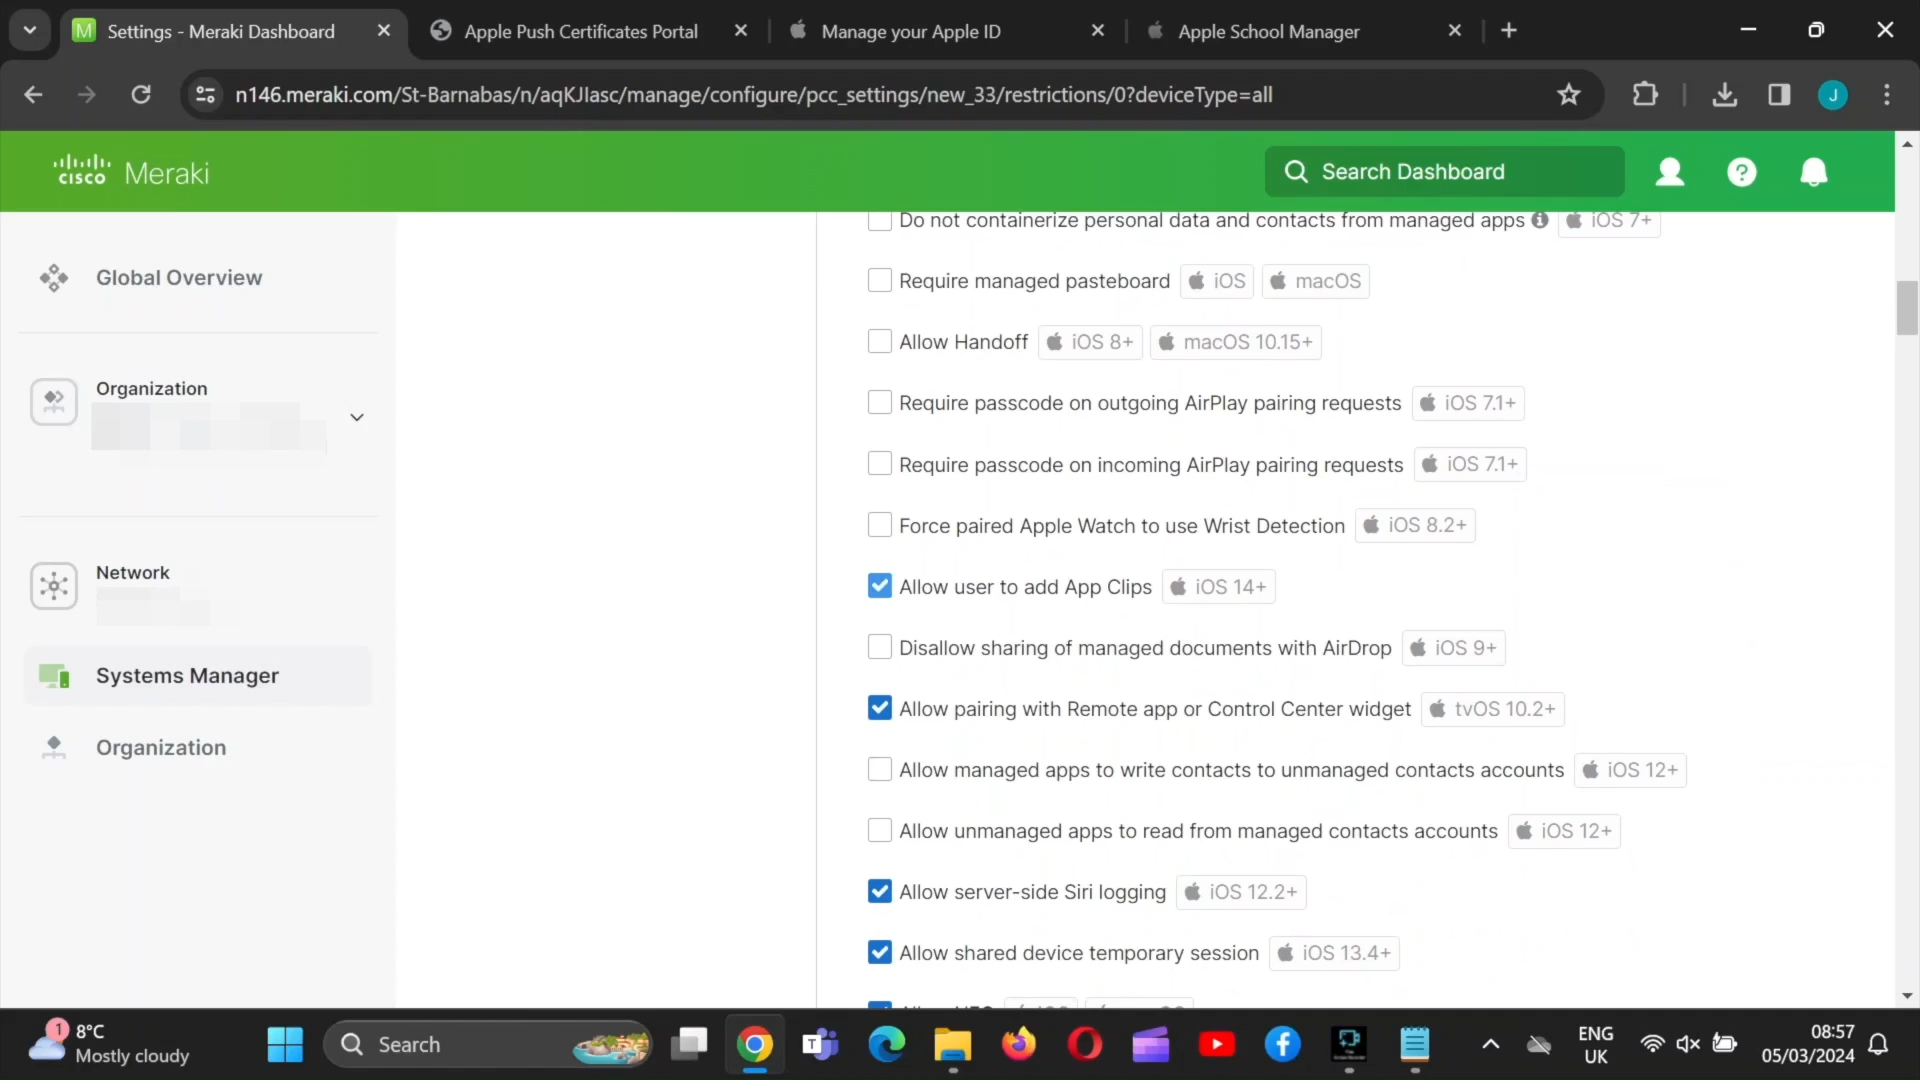 Settings - Meraki Dashboard
Apple Push Certificates Portal
Manage your Apple ID
Apple School Manager
n146.meraki.com/St-Barnabas/n/aqKJlasc/manage/configure/pcc_settings/new_33/restrictions/0?deviceType=all
J
cisco Meraki
Search Dashboard
Do not containerize personal data and contacts from managed apps iOS 7+
Global Overview
Require managed pasteboard iOS macOS
Allow Handoff iOS 8+ macOS 10.15+
Organization
Require passcode on outgoing AirPlay pairing requests iOS 7.1+
Require passcode on incoming AirPlay pairing requests iOS 7.1+
Force paired Apple Watch to use Wrist Detection iOS 8.2+
Network
Allow user to add App Clips iOS 14+
Disallow sharing of managed documents with AirDrop iOS 9+
Systems Manager
Allow pairing with Remote app or Control Center widget tvOS 10.2+
Organization
Allow managed apps to write contacts to unmanaged contacts accounts iOS 12+
Allow unmanaged apps to read from managed contacts accounts iOS 12+
Allow server-side Siri logging iOS 12.2+
Allow shared device temporary session iOS 13.4+
1
8°C
Mostly cloudy
Search
ENG
UK
08:57
05/03/2024